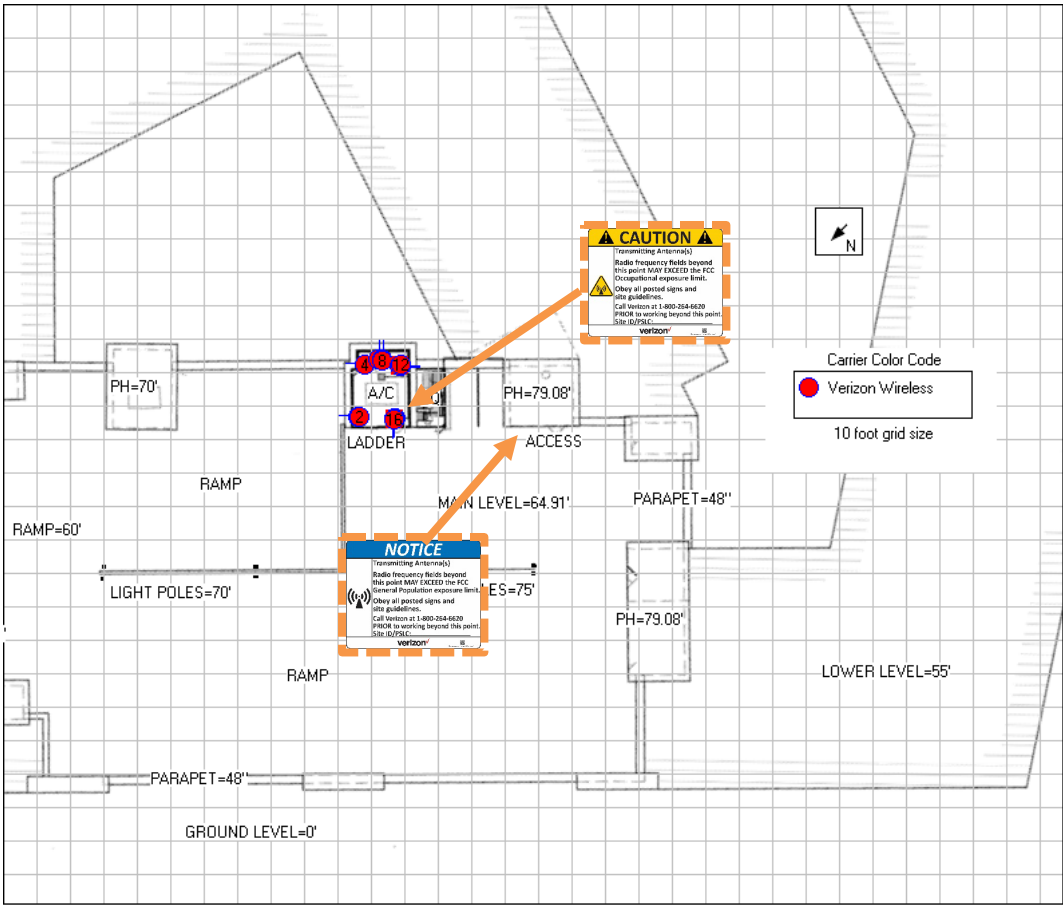 CAUTION
Transmitting Antenna(s)
Radio frequency fields beyond
this point MAY EXCEED the FCC
Occupational exposure limit.
Obey all posted signs and
site guidelines.
Call Verizon at 1-800-264-6620
PRIOR to working beyond this point.
Site ID/PSLC:
verizon
N
Carrier Color Code
Verizon Wireless
10 foot grid size
4 8 12
PH=70'
A/C
Q
PH=79.08'
2 16
LADDER
ACCESS
RAMP
MAIN LEVEL=64.91'
PARAPET=48''
RAMP=60'
NOTICE
Transmitting Antenna(s)
Radio frequency fields beyond
this point MAY EXCEED the FCC
General Population exposure limit.
Obey all posted signs and
site guidelines.
Call Verizon at 1-800-264-6620
PRIOR to working beyond this point.
Site ID/PSLC:
verizon
LIGHT POLES=70'
ES=75'
PH=79.08'
RAMP
LOWER LEVEL=55'
PARAPET=48''
GROUND LEVEL=0'